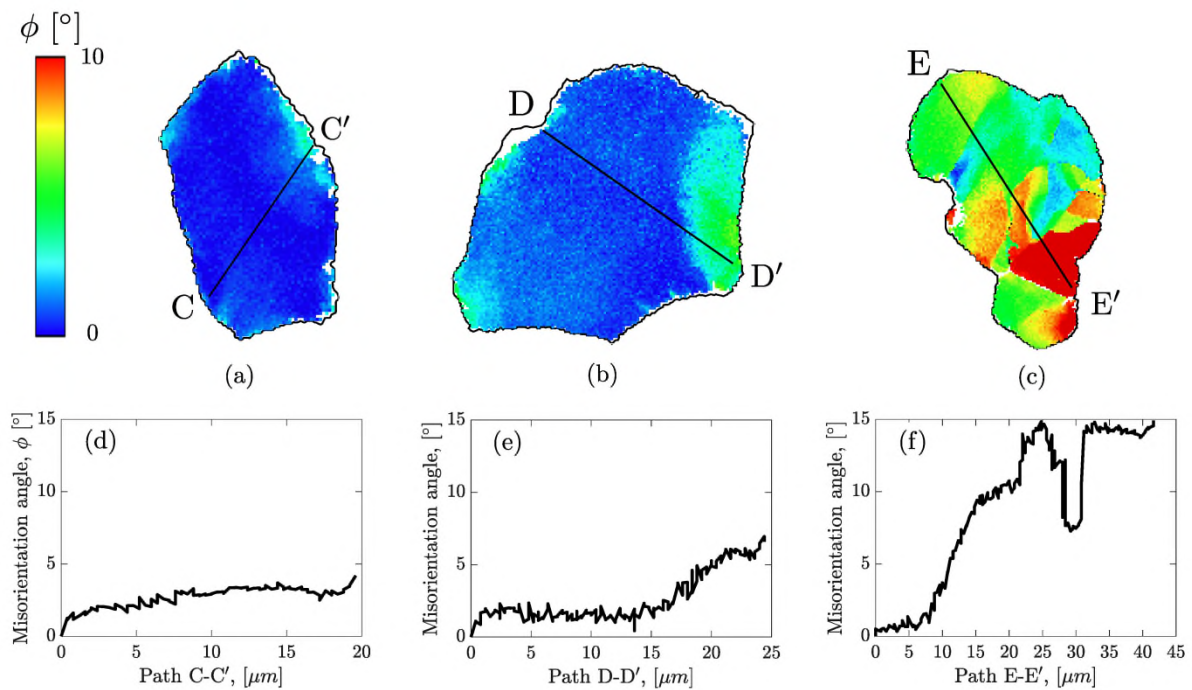 ϕ [°]
10
0
C′
C
D
D′
E
E′
(a)
(b)
(c)
(d)
Misorientation angle, ϕ [°]
15
10
5
0
0
5
10
15
20
Path C-C′, [μm]
(e)
Misorientation angle, [°]
15
10
5
0
0
5
10
15
20
25
Path D-D′, [μm]
(f)
Misorientation angle, [°]
15
10
5
0
0
5
10
15
20
25
30
35
40
45
Path E-E′, [μm]